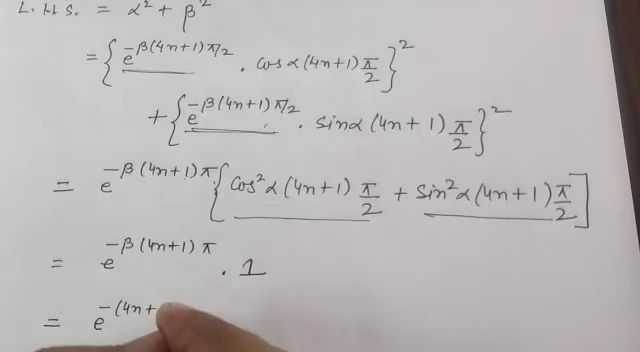 L.H.S. = α² + β²
= { e^{-β(4n+1)π/2} . cos α (4n+1) π/2 }²
+ { e^{-β(4n+1)π/2} . sin α (4n+1) π/2 }²
= e^{-β(4n+1)π} { cos² α (4n+1) π/2 + sin² α (4n+1) π/2 ]
= e^{-β(4n+1)π} . 1
= e^{-(4n+